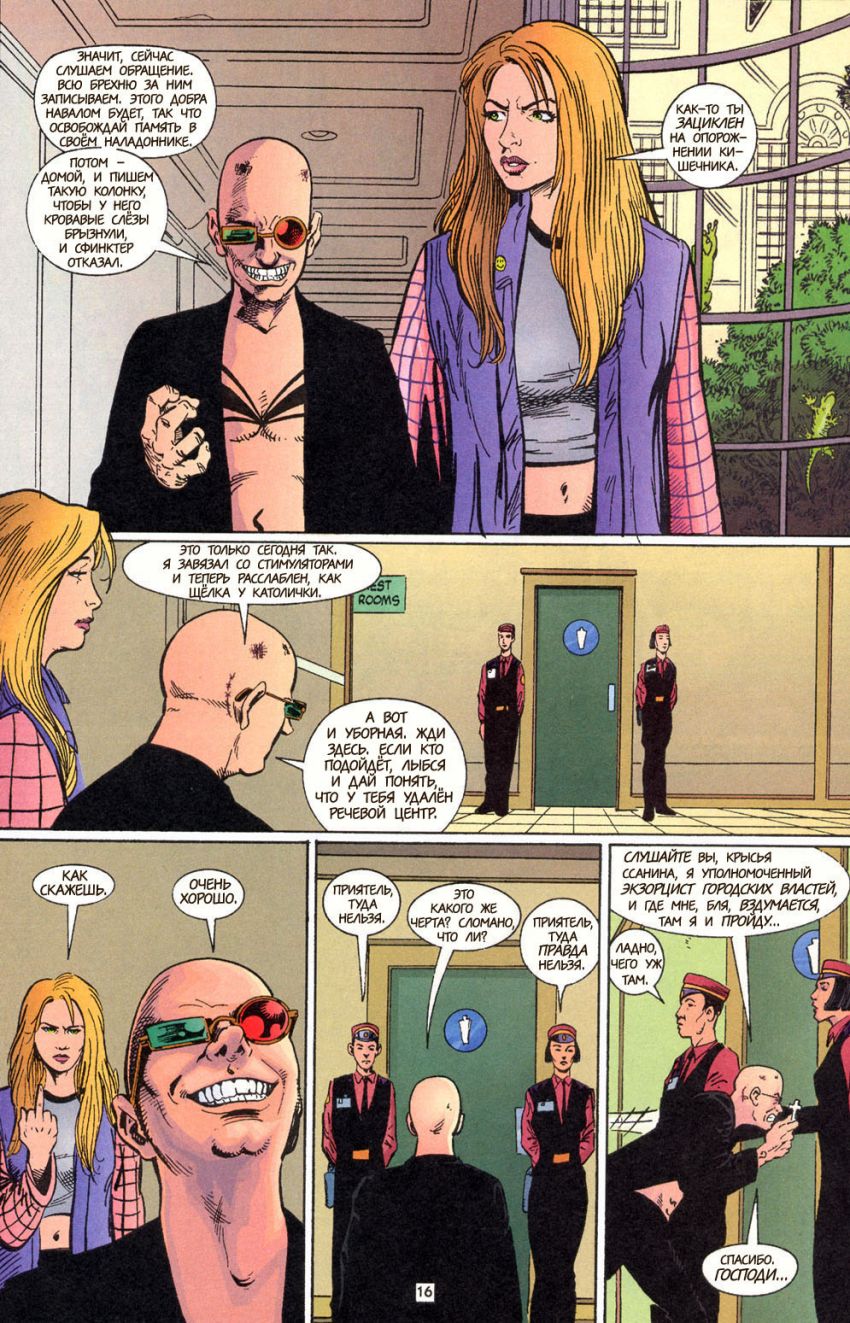 ЗНАЧИТ, СЕЙЧАС
СЛУШАЕМ ОБРАЩЕНИЕ.
ВСЮ БРЕХНЮ ЗА НИМ
ЗАПИСЫВАЕМ. ЭТОГО ДОБРА
НАВАЛОМ БУДЕТ, ТАК ЧТО
ОСВОБОЖДАЙ ПАМЯТЬ В
СВОЁМ НАЛАДОННИКЕ.
ПОТОМ –
ДОМОЙ, И ПИШЕМ
ТАКУЮ КОЛОНКУ,
ЧТОБЫ У НЕГО
КРОВАВЫЕ СЛЁЗЫ
БРЫЗНУЛИ,
И СФИНКТЕР
ОТКАЗАЛ.
КАК-ТО ТЫ
ЗАЦИКЛЕН
НА ОПОРОЖ-
НЕНИИ КИ-
ШЕЧНИКА.
ЭТО ТОЛЬКО СЕГОДНЯ ТАК.
Я ЗАВЯЗАЛ СО СТИМУЛЯТОРАМИ
И ТЕПЕРЬ РАССЛАБЛЕН, КАК
ЩЁЛКА У КАТОЛИЧКИ.
EST
ROOMS
А ВОТ
И УБОРНАЯ. ЖДИ
ЗДЕСЬ. ЕСЛИ КТО
ПОДОЙДЁТ, ЛЫБСЯ
И ДАЙ ПОНЯТЬ,
ЧТО У ТЕБЯ УДАЛЁН
РЕЧЕВОЙ ЦЕНТР.
КАК
СКАЖЕШЬ.
ОЧЕНЬ
ХОРОШО.
ПРИЯТЕЛЬ,
ТУДА
НЕЛЬЗЯ.
ЭТО
КАКОГО ЖЕ
ЧЕРТА? СЛОМАНО,
ЧТО ЛИ?
ПРИЯТЕЛЬ,
ТУДА
ПРАВДА
НЕЛЬЗЯ.
СЛУШАЙТЕ ВЫ, КРЫСЬЯ
ССАНИНА, Я УПОЛНОМОЧЕННЫЙ
ЭКЗОРЦИСТ ГОРОДСКИХ ВЛАСТЕЙ,
И ГДЕ МНЕ, БЛЯ, ВЗДУМАЕТСЯ,
ТАМ Я И ПРОЙДУ...
ЛАДНО,
ЧЕГО УЖ
ТАМ.
СПАСИБО.
ГОСПОДИ...
16